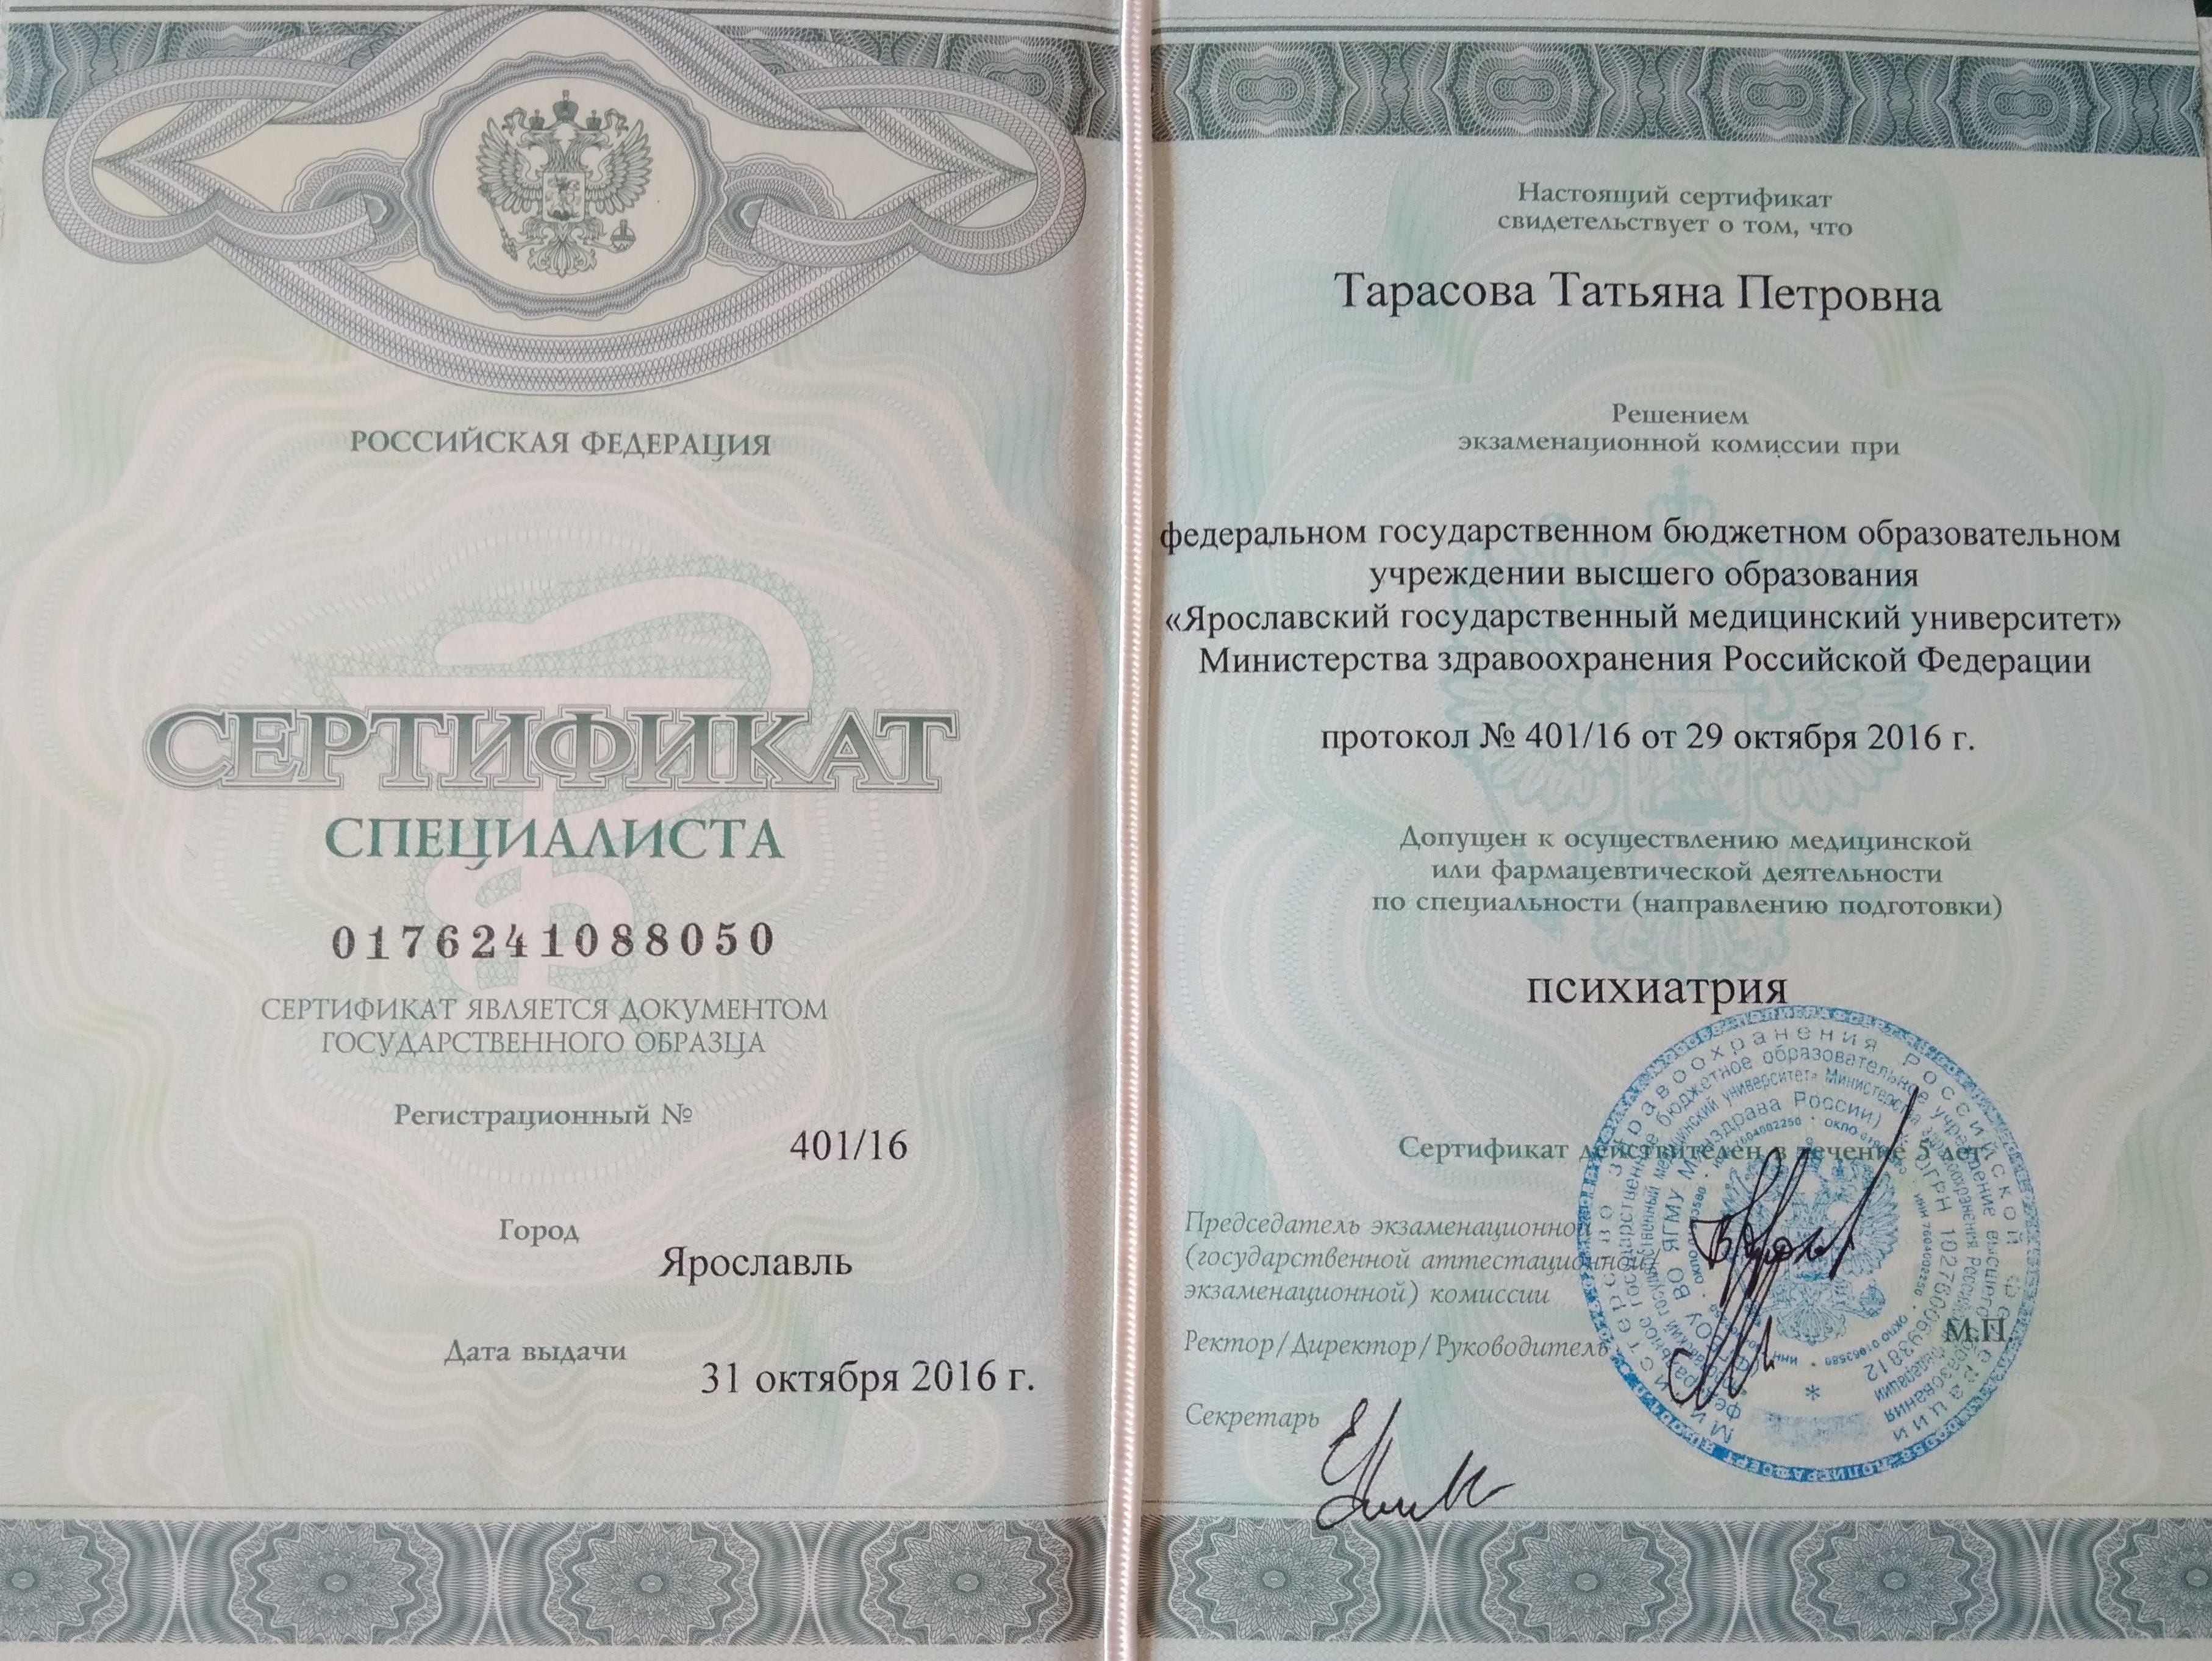 РОССИЙСКАЯ ФЕДЕРАЦИЯ
СЕРТИФИКАТ
СПЕЦИАЛИСТА
0176241088050
СЕРТИФИКАТ ЯВЛЯЕТСЯ ДОКУМЕНТОМ
ГОСУДАРСТВЕННОГО ОБРАЗЦА
Регистрационный №
401/16
Город
Ярославль
Дата выдачи
31 октября 2016 г.
Настоящий сертификат
свидетельствует о том, что
Тарасова Татьяна Петровна
Решением
экзаменационной комиссии при
федеральном государственном бюджетном образовательном
учреждении высшего образования
«Ярославский государственный медицинский университет»
Министерства здравоохранения Российской Федерации
протокол № 401/16 от 29 октября 2016 г.
Допущен к осуществлению медицинской
или фармацевтической деятельности
по специальности (направлению подготовки)
психиатрия
Сертификат действителен в течение 5 лет
Председатель экзаменационной
(государственной аттестационной/
экзаменационной) комиссии
Ректор/Директор/Руководитель
М.П.
Секретарь